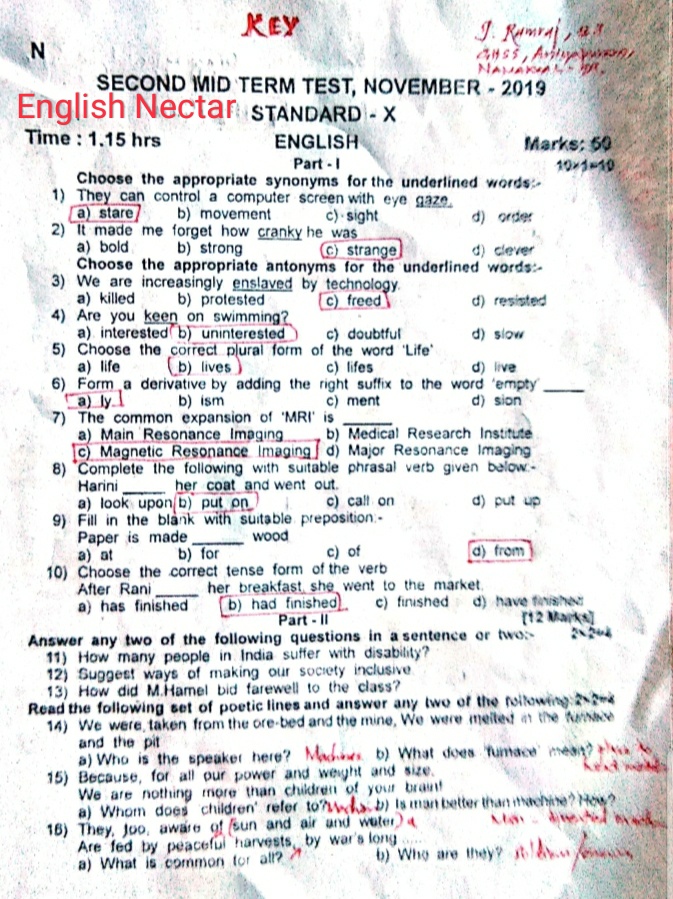 KEY
J. Ramraj,
GHSS,
N
SECOND MID TERM TEST, NOVEMBER - 2019
English Nectar STANDARD - X
Time : 1.15 hrs ENGLISH Marks: 50
Part - I 10×1=10
Choose the appropriate synonyms for the underlined words:-
1) They can control a computer screen with eye gaze.
a) stare b) movement c) sight d) order
2) It made me forget how cranky he was
a) bold b) strong c) strange d) clever
Choose the appropriate antonyms for the underlined words:-
3) We are increasingly enslaved by technology.
a) killed b) protested c) freed d) resisted
4) Are you keen on swimming?
a) interested b) uninterested c) doubtful d) slow
5) Choose the correct plural form of the word 'Life'
a) life b) lives c) lifes d) live
6) Form a derivative by adding the right suffix to the word 'empty' ____
a) ly b) ism c) ment d) sion
7) The common expansion of 'MRI' is ____
a) Main Resonance Imaging b) Medical Research Institute
c) Magnetic Resonance Imaging d) Major Resonance Imaging
8) Complete the following with suitable phrasal verb given below:-
Harini ____ her coat and went out.
a) look upon b) put on c) call on d) put up
9) Fill in the blank with suitable preposition:-
Paper is made ____ wood
a) at b) for c) of d) from
10) Choose the correct tense form of the verb
After Rani ____ her breakfast, she went to the market.
a) has finished b) had finished c) finished d) have finished
Part - II [12 Marks]
Answer any two of the following questions in a sentence or two:- 2×2=4
11) How many people in India suffer with disability?
12) Suggest ways of making our society inclusive.
13) How did M.Hamel bid farewell to the class?
Read the following set of poetic lines and answer any two of the following: 2×2=4
14) We were taken from the ore-bed and the mine, We were melted in the furnace
and the pit
a) Who is the speaker here? Machines b) What does 'furnace' mean? place to
15) Because, for all our power and weight and size,
We are nothing more than children of your brain!
a) Whom does 'children' refer to? b) Is man better than machine? How?
16) They, too, aware of (sun and air and water) a
Are fed by peaceful harvests, by war's long .....
a) What is common for all? b) Who are they?